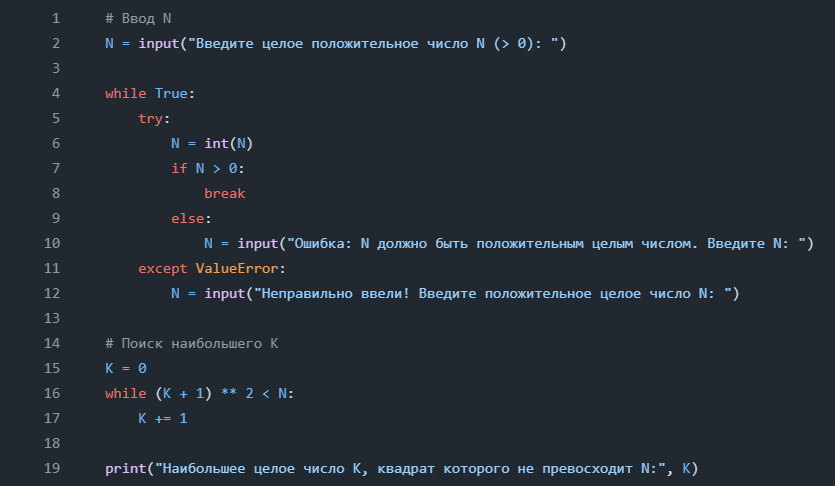 1 # Ввод N
2 N = input("Введите целое положительное число N (> 0): ")
3
4 while True:
5     try:
6         N = int(N)
7         if N > 0:
8             break
9         else:
10             N = input("Ошибка: N должно быть положительным целым числом. Введите N: ")
11     except ValueError:
12         N = input("Неправильно ввели! Введите положительное целое число N: ")
13
14 # Поиск наибольшего K
15 K = 0
16 while (K + 1) ** 2 < N:
17     K += 1
18
19 print("Наибольшее целое число K, квадрат которого не превосходит N:", K)